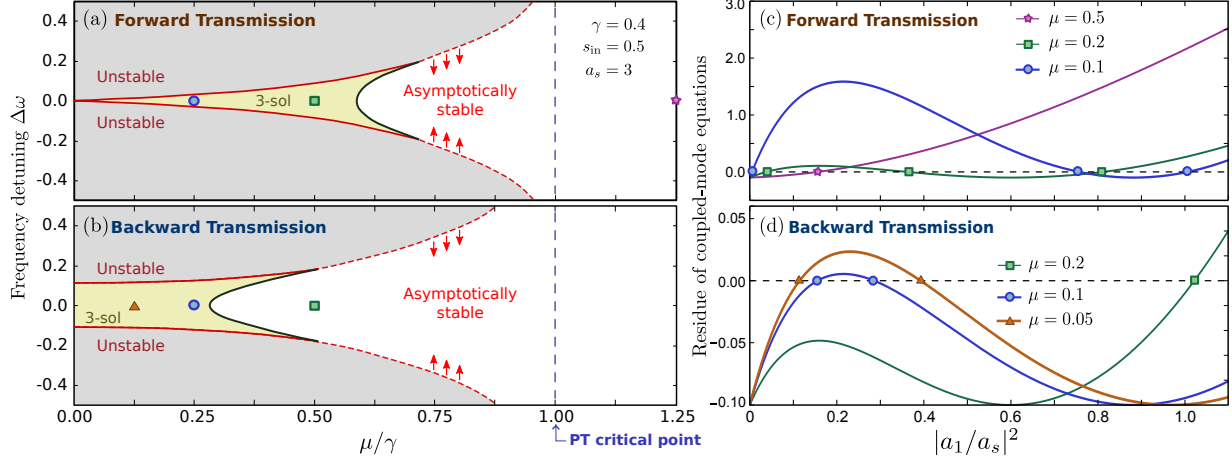 (a) Forward Transmission
γ = 0.4
s_in = 0.5
a_s = 3
Unstable
3-sol
Unstable
Asymptotically
stable
0.4
0.2
0.0
-0.2
-0.4
Frequency detuning Δω
(b) Backward Transmission
Unstable
3-sol
Unstable
Asymptotically
stable
0.4
0.2
0.0
-0.2
-0.4
0.00
0.25
0.50
0.75
1.00
1.25
μ/γ
PT critical point
(c) Forward Transmission
μ = 0.5
μ = 0.2
μ = 0.1
3.0
2.0
1.0
0.0
Residue of coupled-mode equations
(d) Backward Transmission
μ = 0.2
μ = 0.1
μ = 0.05
0.05
0.00
−0.05
−0.10
0.0
0.2
0.4
0.6
0.8
1.0
|a₁/a_s|²